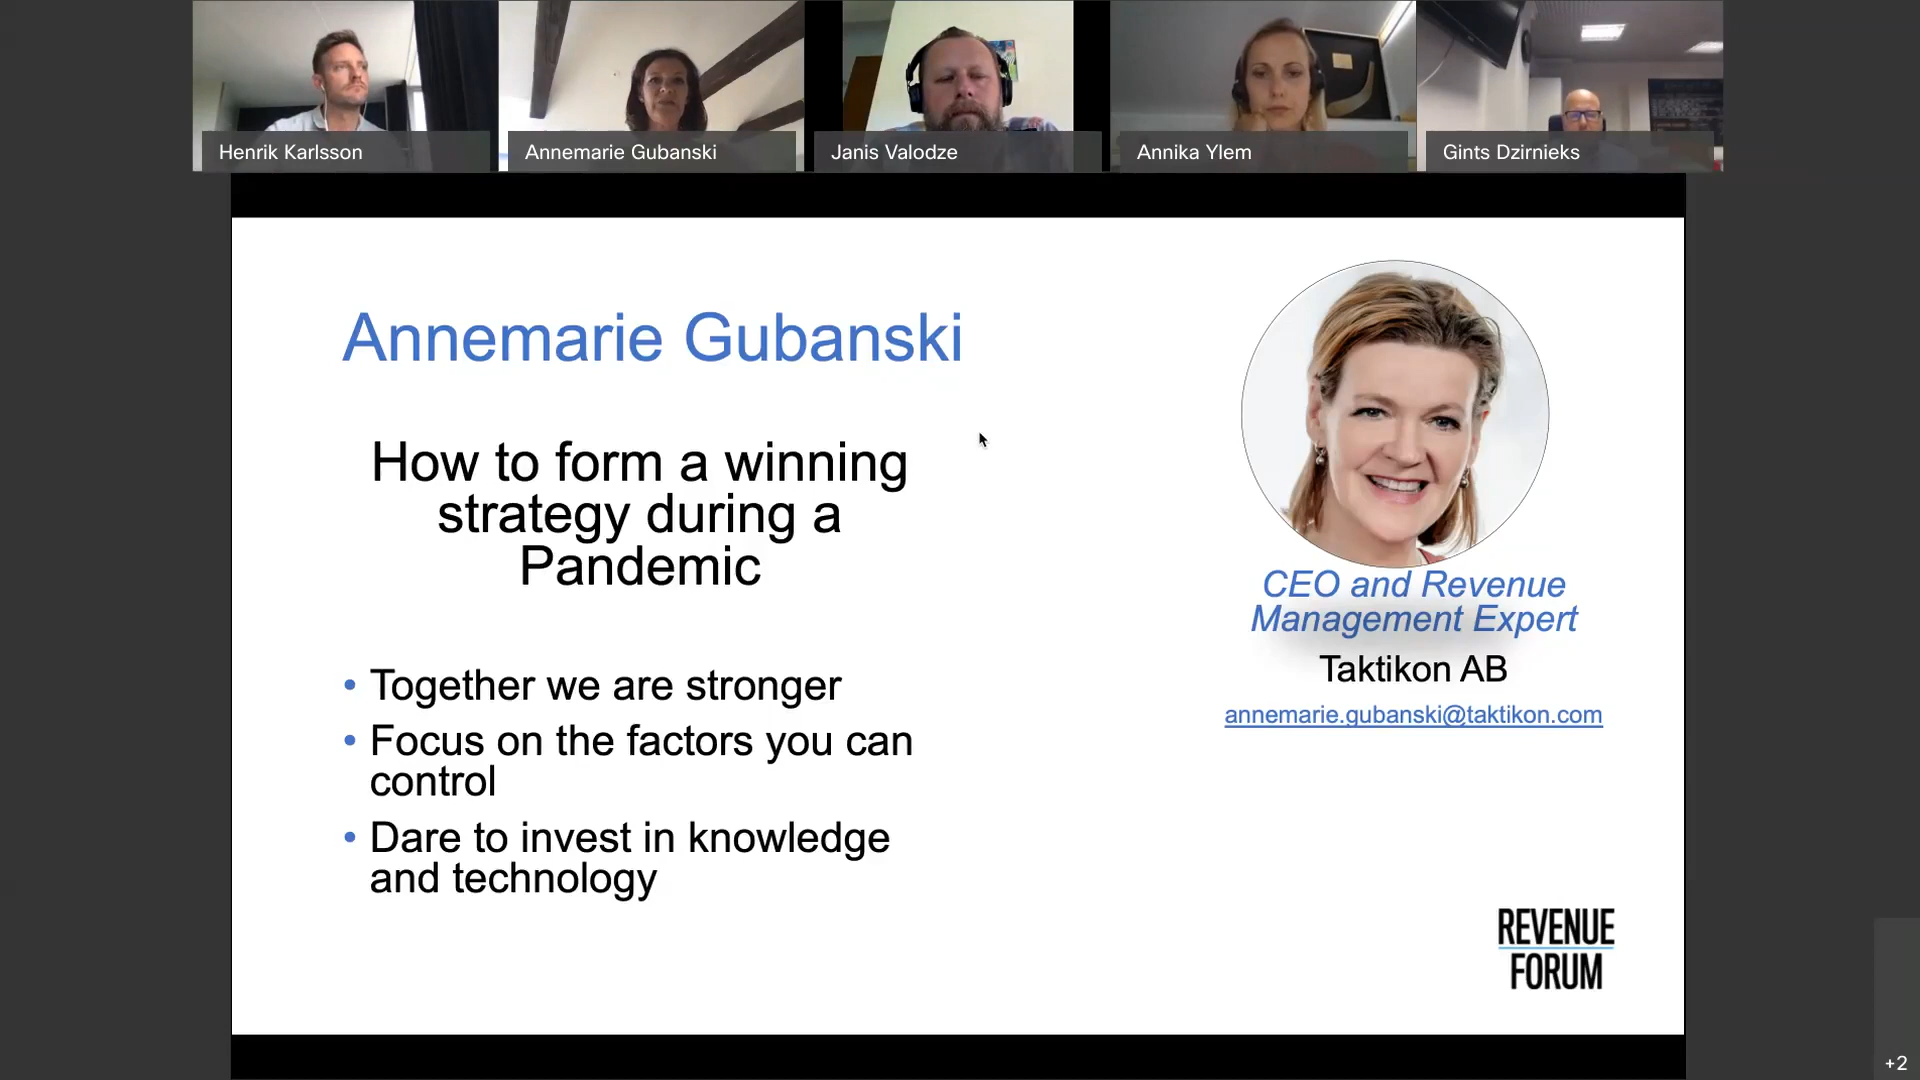 Henrik Karlsson
Annemarie Gubanski
Janis Valodze
Annika Ylem
Gints Dzirnieks
Annemarie Gubanski
How to form a winning
strategy during a
Pandemic
• Together we are stronger
• Focus on the factors you can
control
• Dare to invest in knowledge
and technology
CEO and Revenue
Management Expert
Taktikon AB
annemarie.gubanski@taktikon.com
REVENUE
FORUM
+2